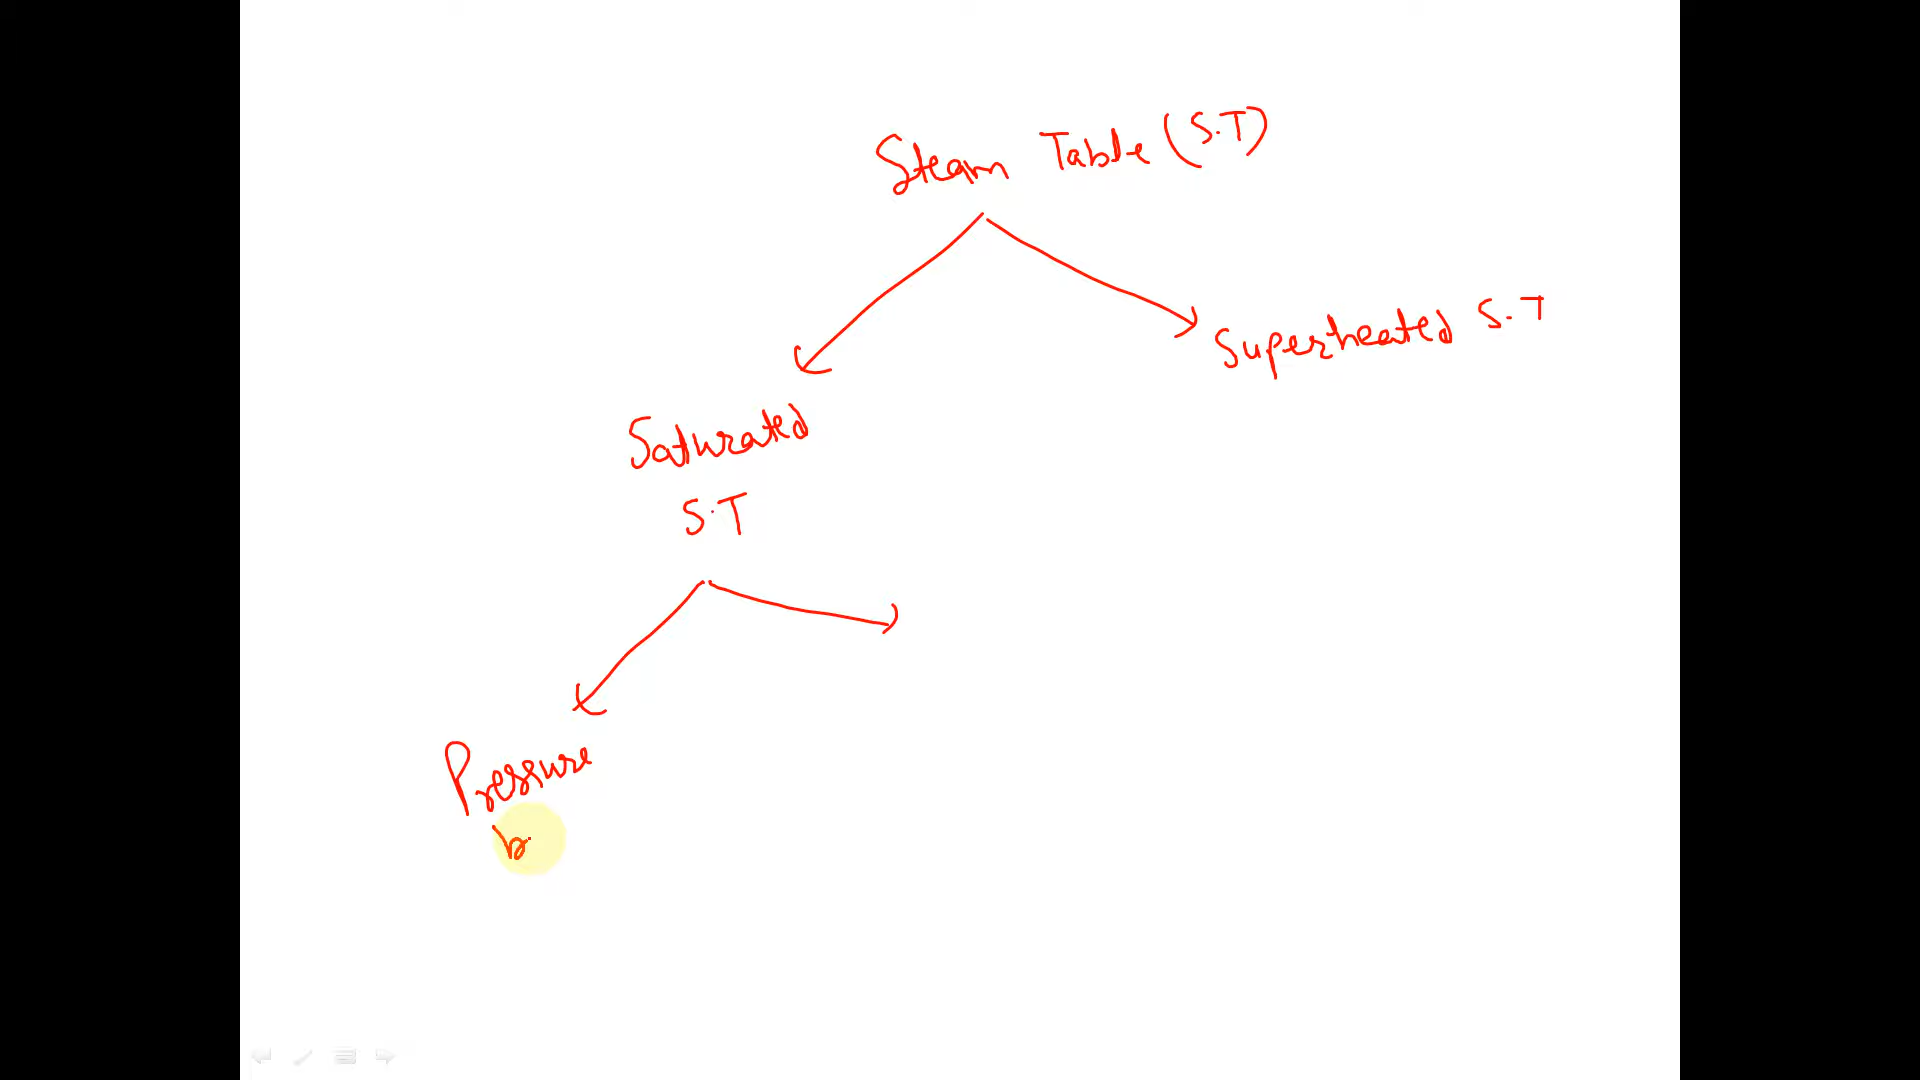 Steam Table (S.T)
Superheated S.T
Saturated
S.T
Pressure
b